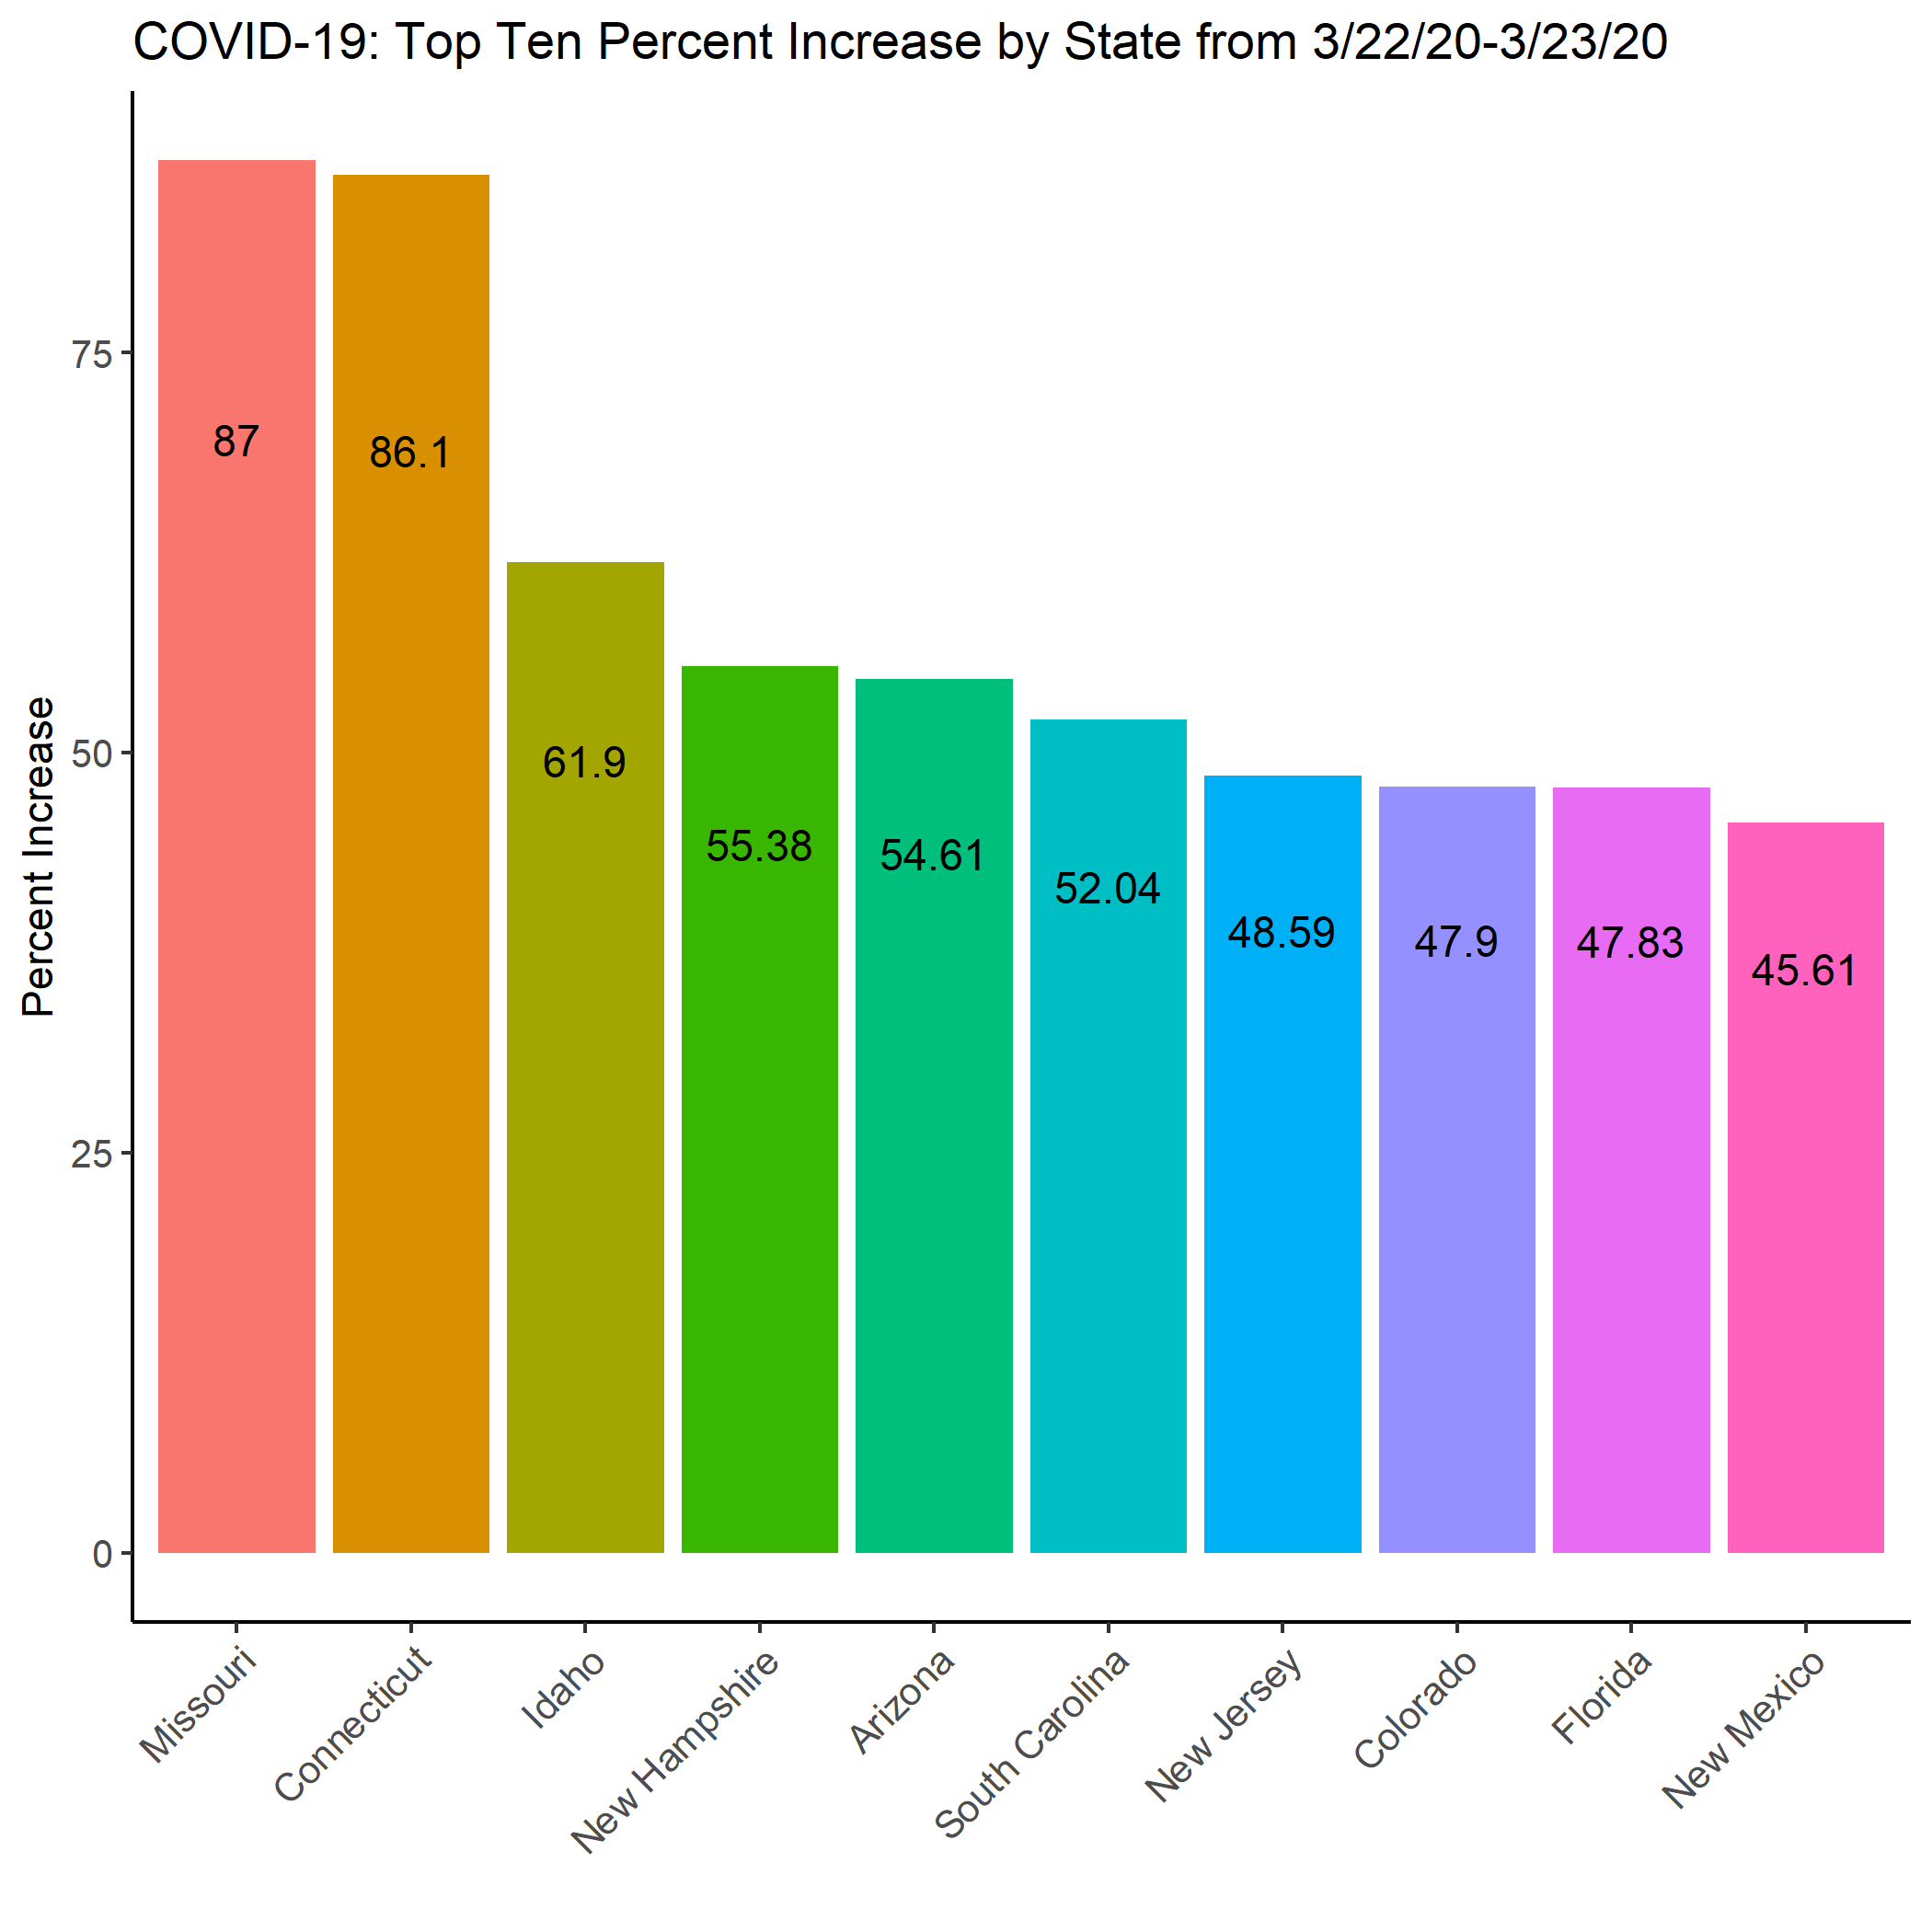 COVID-19: Top Ten Percent Increase by State from 3/22/20-3/23/20
Percent Increase
75
50
25
0
87
86.1
61.9
55.38
54.61
52.04
48.59
47.9
47.83
45.61
Missouri
Connecticut
Idaho
New Hampshire
Arizona
South Carolina
New Jersey
Colorado
Florida
New Mexico